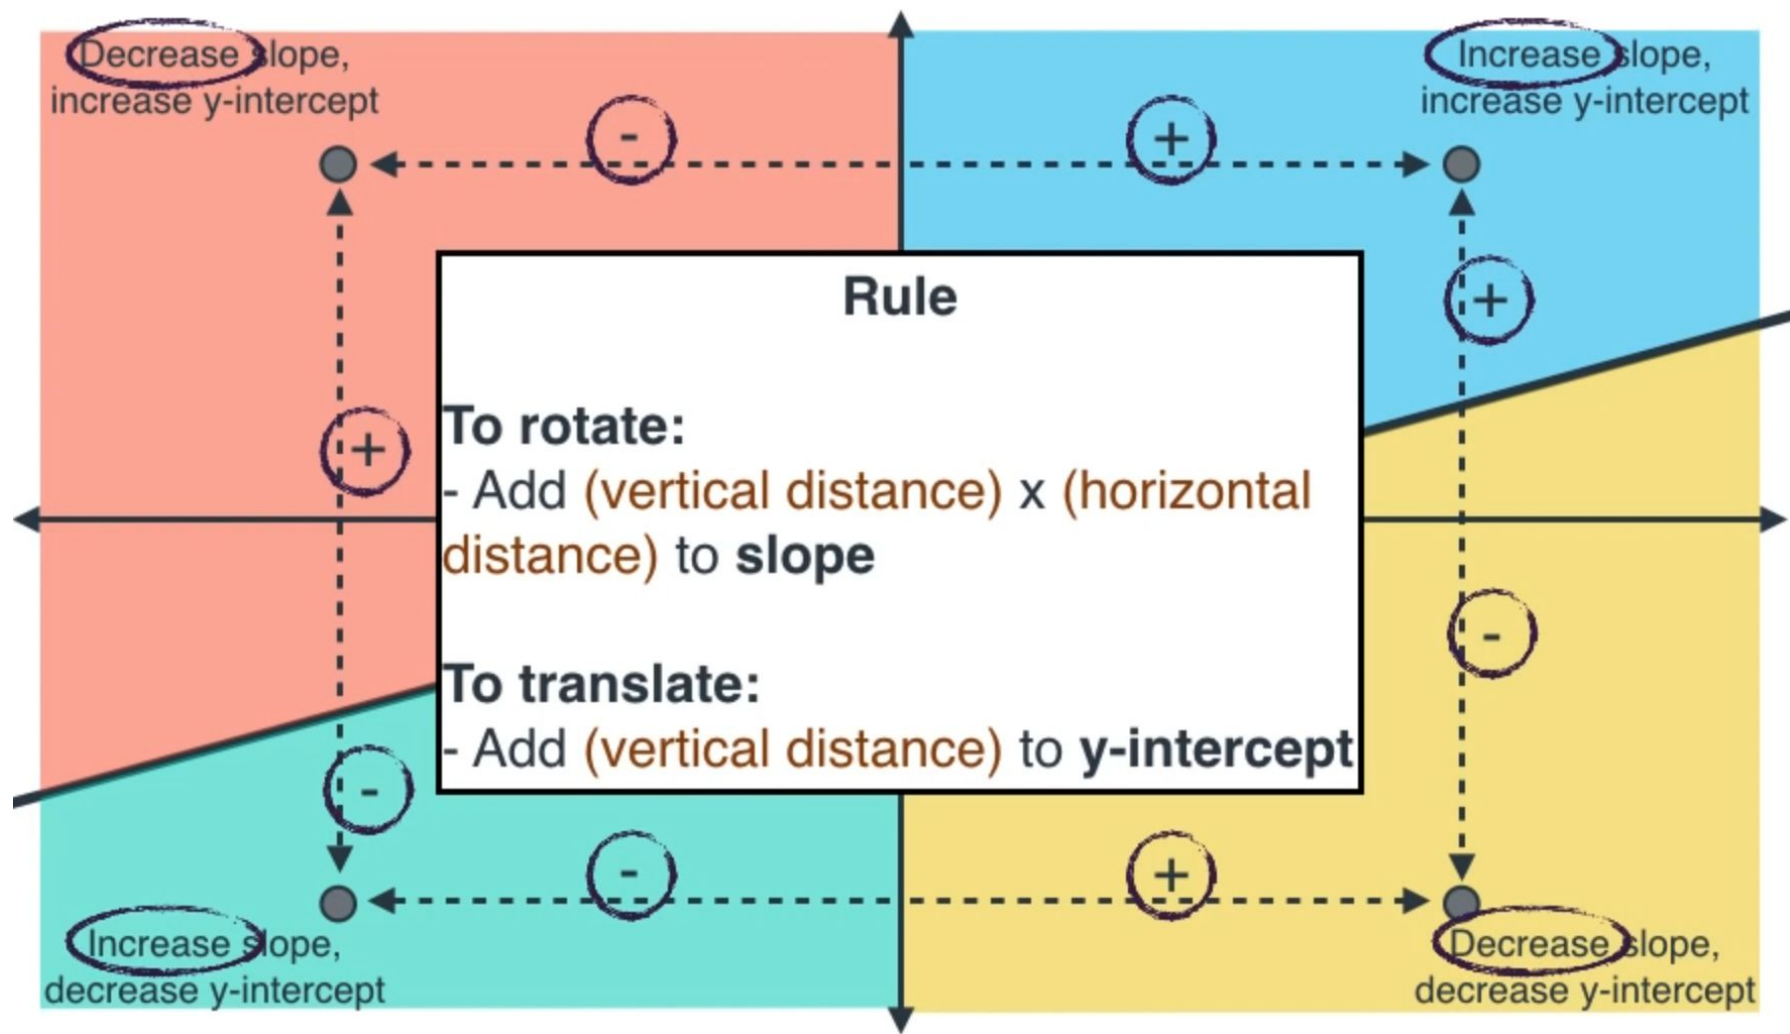 Decrease slope,
increase y-intercept
-
+
Increase slope,
increase y-intercept
+
Rule
+
To rotate:
- Add (vertical distance) x (horizontal
distance) to slope
-
To translate:
- Add (vertical distance) to y-intercept
-
-
+
Increase slope,
decrease y-intercept
Decrease slope,
decrease y-intercept